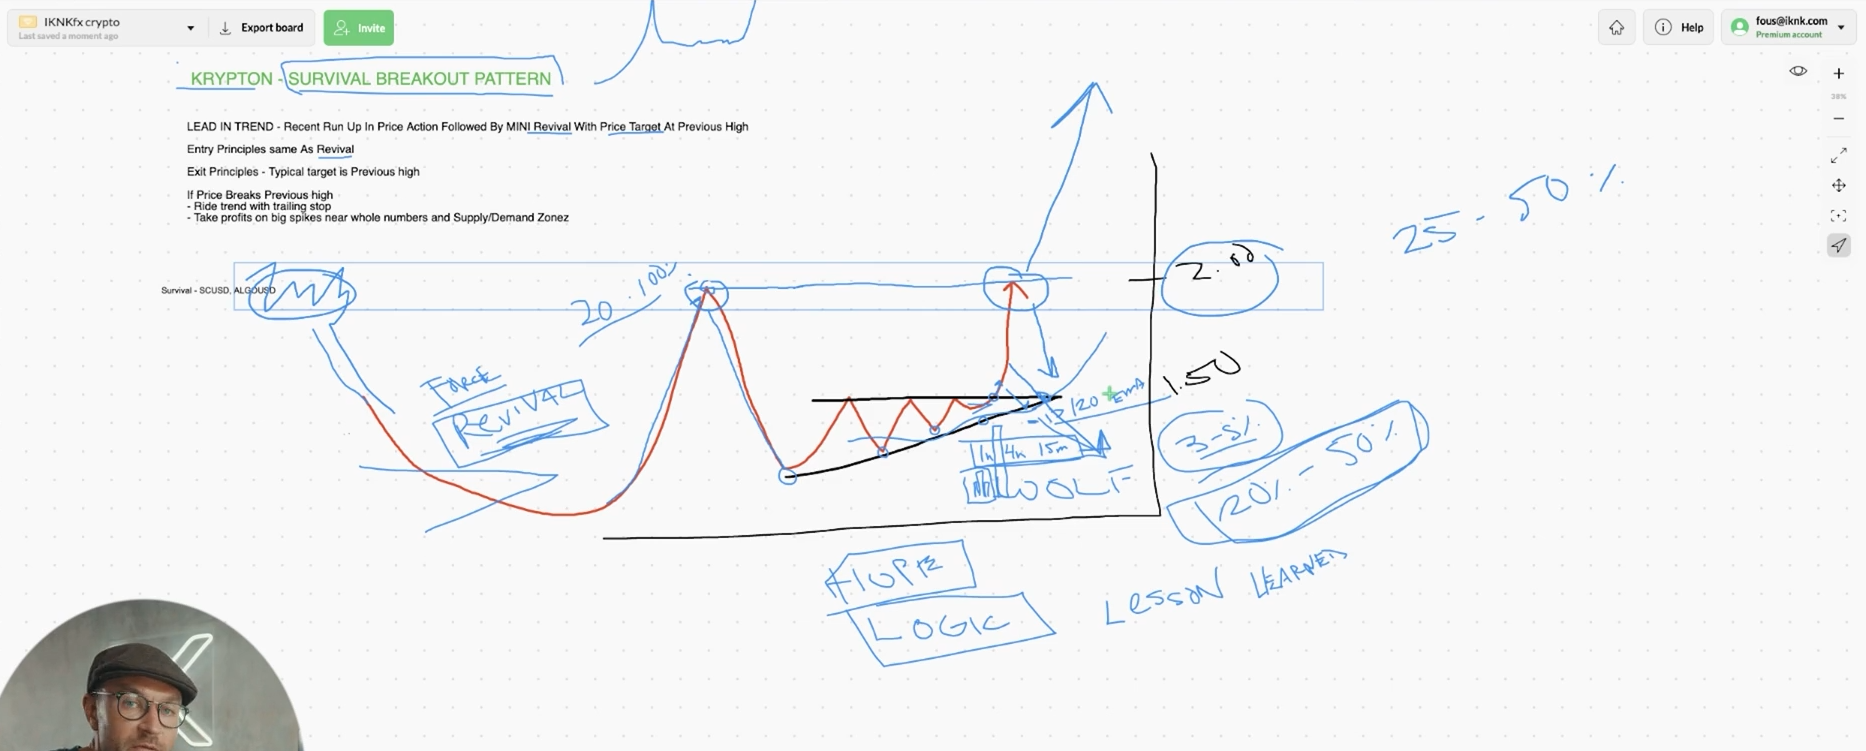 IKNKfx crypto
Last saved a moment ago
Export board
Invite
Help
fous@iknk.com
Premium account
38%
KRYPTON - SURVIVAL BREAKOUT PATTERN
LEAD IN TREND - Recent Run Up In Price Action Followed By MINI Revival With Price Target At Previous High
Entry Principles same As Revival
Exit Principles - Typical target is Previous high
If Price Breaks Previous high
- Ride trend with trailing stop
- Take profits on big spikes near whole numbers and Supply/Demand Zonez
25 - 50 %
2.00
Survival - SCUSD, ALGOUSD
20 - 100%
1.50
REVIVAL
/20 EMA
3-5%
1h 4h 15m
20% - 50%
WOLF
HOPE
LOGIC
LESSON LEARNED